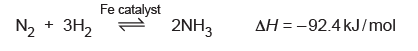 Fe catalyst
N₂ + 3H₂ ⇌ 2NH₃ ΔH = –92.4 kJ/mol